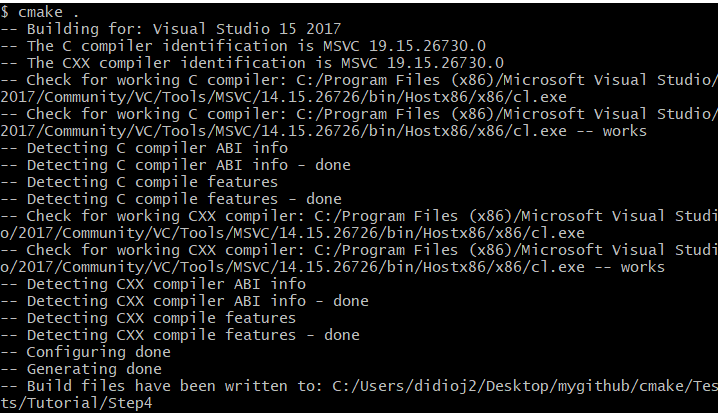 $ cmake .
-- Building for: Visual Studio 15 2017
-- The C compiler identification is MSVC 19.15.26730.0
-- The CXX compiler identification is MSVC 19.15.26730.0
-- Check for working C compiler: C:/Program Files (x86)/Microsoft Visual Studio/
2017/Community/VC/Tools/MSVC/14.15.26726/bin/Hostx86/x86/cl.exe
-- Check for working C compiler: C:/Program Files (x86)/Microsoft Visual Studio/
2017/Community/VC/Tools/MSVC/14.15.26726/bin/Hostx86/x86/cl.exe -- works
-- Detecting C compiler ABI info
-- Detecting C compiler ABI info - done
-- Detecting C compile features
-- Detecting C compile features - done
-- Check for working CXX compiler: C:/Program Files (x86)/Microsoft Visual Studi
o/2017/Community/VC/Tools/MSVC/14.15.26726/bin/Hostx86/x86/cl.exe
-- Check for working CXX compiler: C:/Program Files (x86)/Microsoft Visual Studi
o/2017/Community/VC/Tools/MSVC/14.15.26726/bin/Hostx86/x86/cl.exe -- works
-- Detecting CXX compiler ABI info
-- Detecting CXX compiler ABI info - done
-- Detecting CXX compile features
-- Detecting CXX compile features - done
-- Configuring done
-- Generating done
-- Build files have been written to: C:/Users/didioj2/Desktop/mygithub/cmake/Tes
ts/Tutorial/Step4